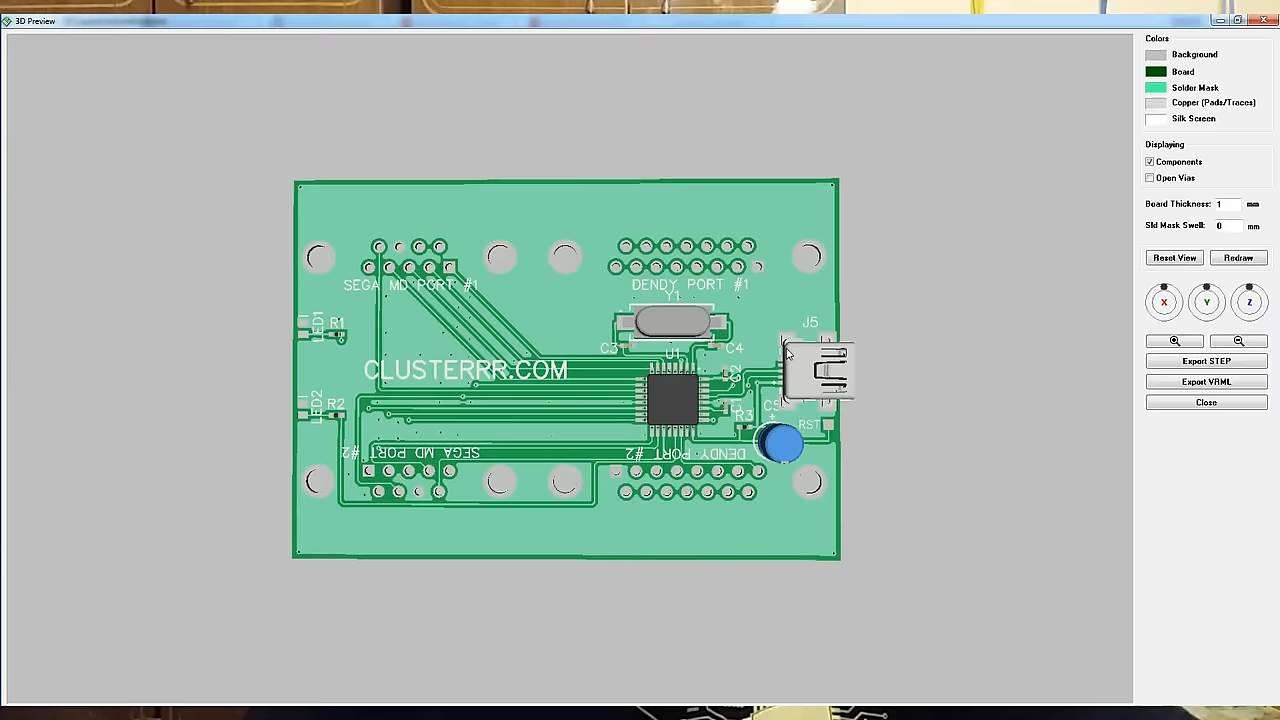 3D Preview
Colors
Background
Board
Solder Mask
Copper (Pads/Traces)
Silk Screen
Displaying
Components
Open Vias
Board Thickness: 1 mm
Sld Mask Swell: 0 mm
Reset View Redraw
X Y Z
Export STEP
Export VRML
Close
SEGA MD PORT #1
DENDY PORT #1
Y1
J5
LED1 R1
C3 U1 C4
CLUSTERRR.COM
C2
LED2 R2
C1 C5
R3 + RST
SEGA MD PORT #2
DENDY PORT #2